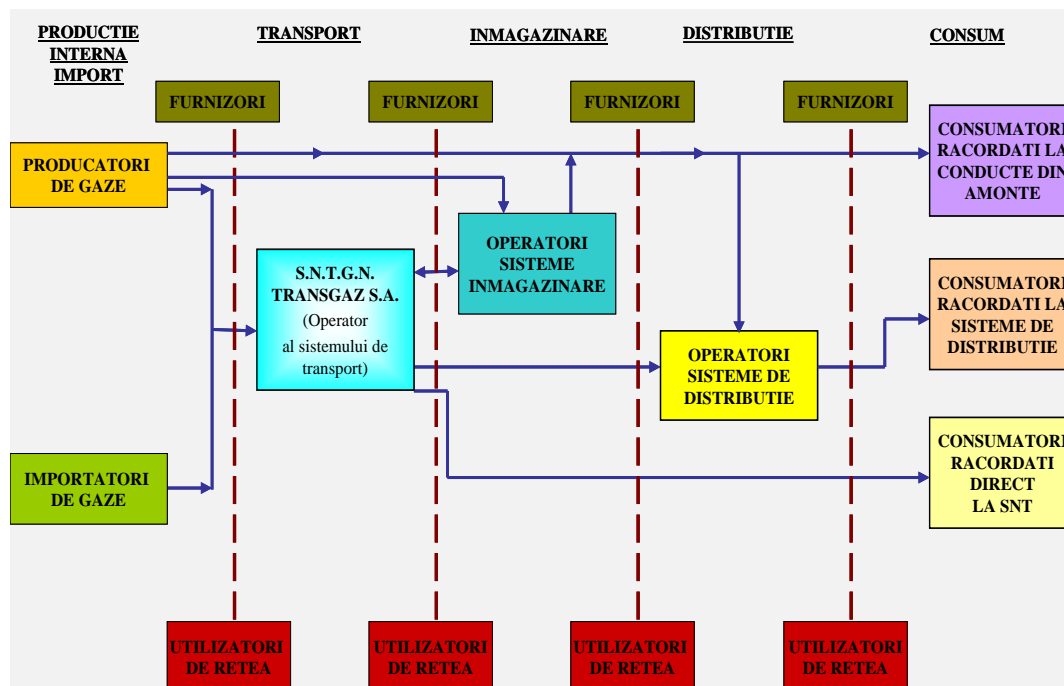 PRODUCTIE
INTERNA
IMPORT
TRANSPORT
INMAGAZINARE
DISTRIBUTIE
CONSUM
FURNIZORI
FURNIZORI
FURNIZORI
FURNIZORI
PRODUCATORI
DE GAZE
CONSUMATORI
RACORDATI LA
CONDUCTE DIN
AMONTE
OPERATORI
SISTEME
INMAGAZINARE
S.N.T.G.N.
TRANSGAZ S.A.
(Operator
al sistemului de
transport)
CONSUMATORI
RACORDATI LA
SISTEME DE
DISTRIBUTIE
OPERATORI
SISTEME DE
DISTRIBUTIE
IMPORTATORI
DE GAZE
CONSUMATORI
RACORDATI
DIRECT
LA SNT
UTILIZATORI
DE RETEA
UTILIZATORI
DE RETEA
UTILIZATORI
DE RETEA
UTILIZATORI
DE RETEA